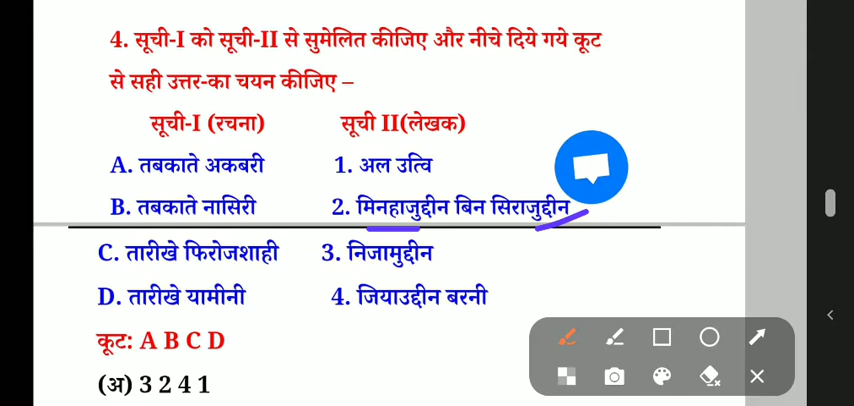 4. सूची-I को सूची-II से सुमेलित कीजिए और नीचे दिये गये कूट
से सही उत्तर-का चयन कीजिए –
सूची-I (रचना) सूची II(लेखक)
A. तबकाते अकबरी 1. अल उत्वि
B. तबकाते नासिरी 2. मिनहाजुद्दीन बिन सिराजुद्दीन
C. तारीखे फिरोजशाही 3. निजामुद्दीन
D. तारीखे यामीनी 4. जियाउद्दीन बरनी
कूट: A B C D
(अ) 3 2 4 1